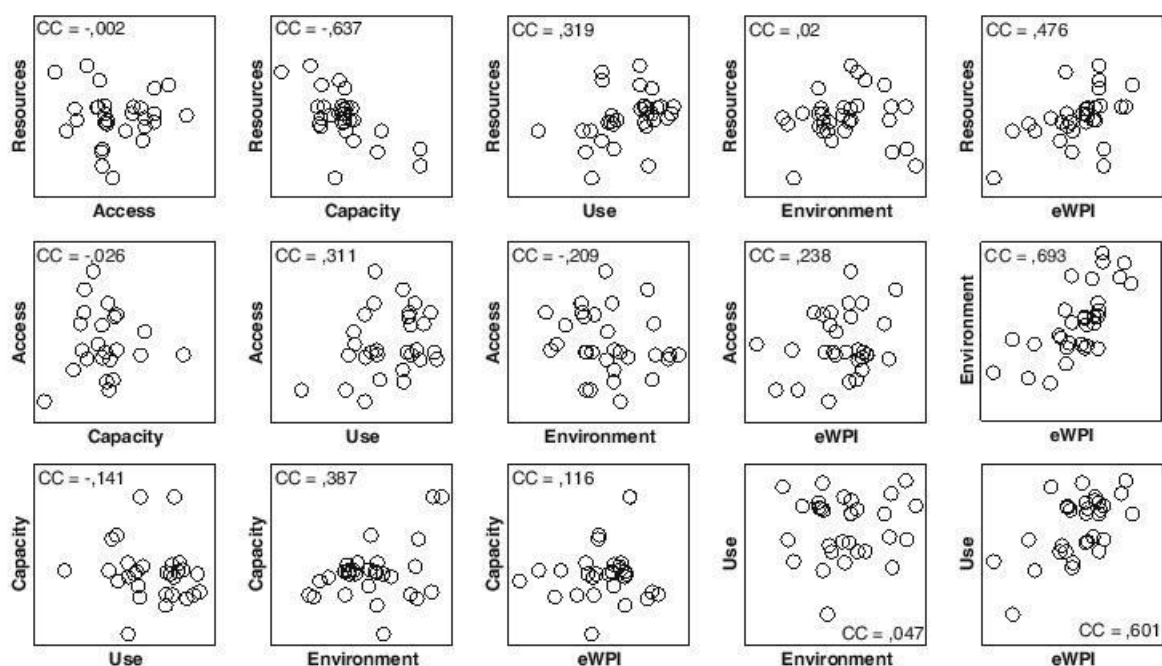 CC = -,002
Resources
Access
CC = -,637
Resources
Capacity
CC = ,319
Resources
Use
CC = ,02
Resources
Environment
CC = ,476
Resources
eWPI
CC = -,026
Access
Capacity
CC = ,311
Access
Use
CC = -,209
Access
Environment
CC = ,238
Access
eWPI
CC = ,693
Environment
eWPI
CC = -,141
Capacity
Use
CC = ,387
Capacity
Environment
CC = ,116
Capacity
eWPI
Use
CC = ,047
Environment
Use
CC = ,601
eWPI